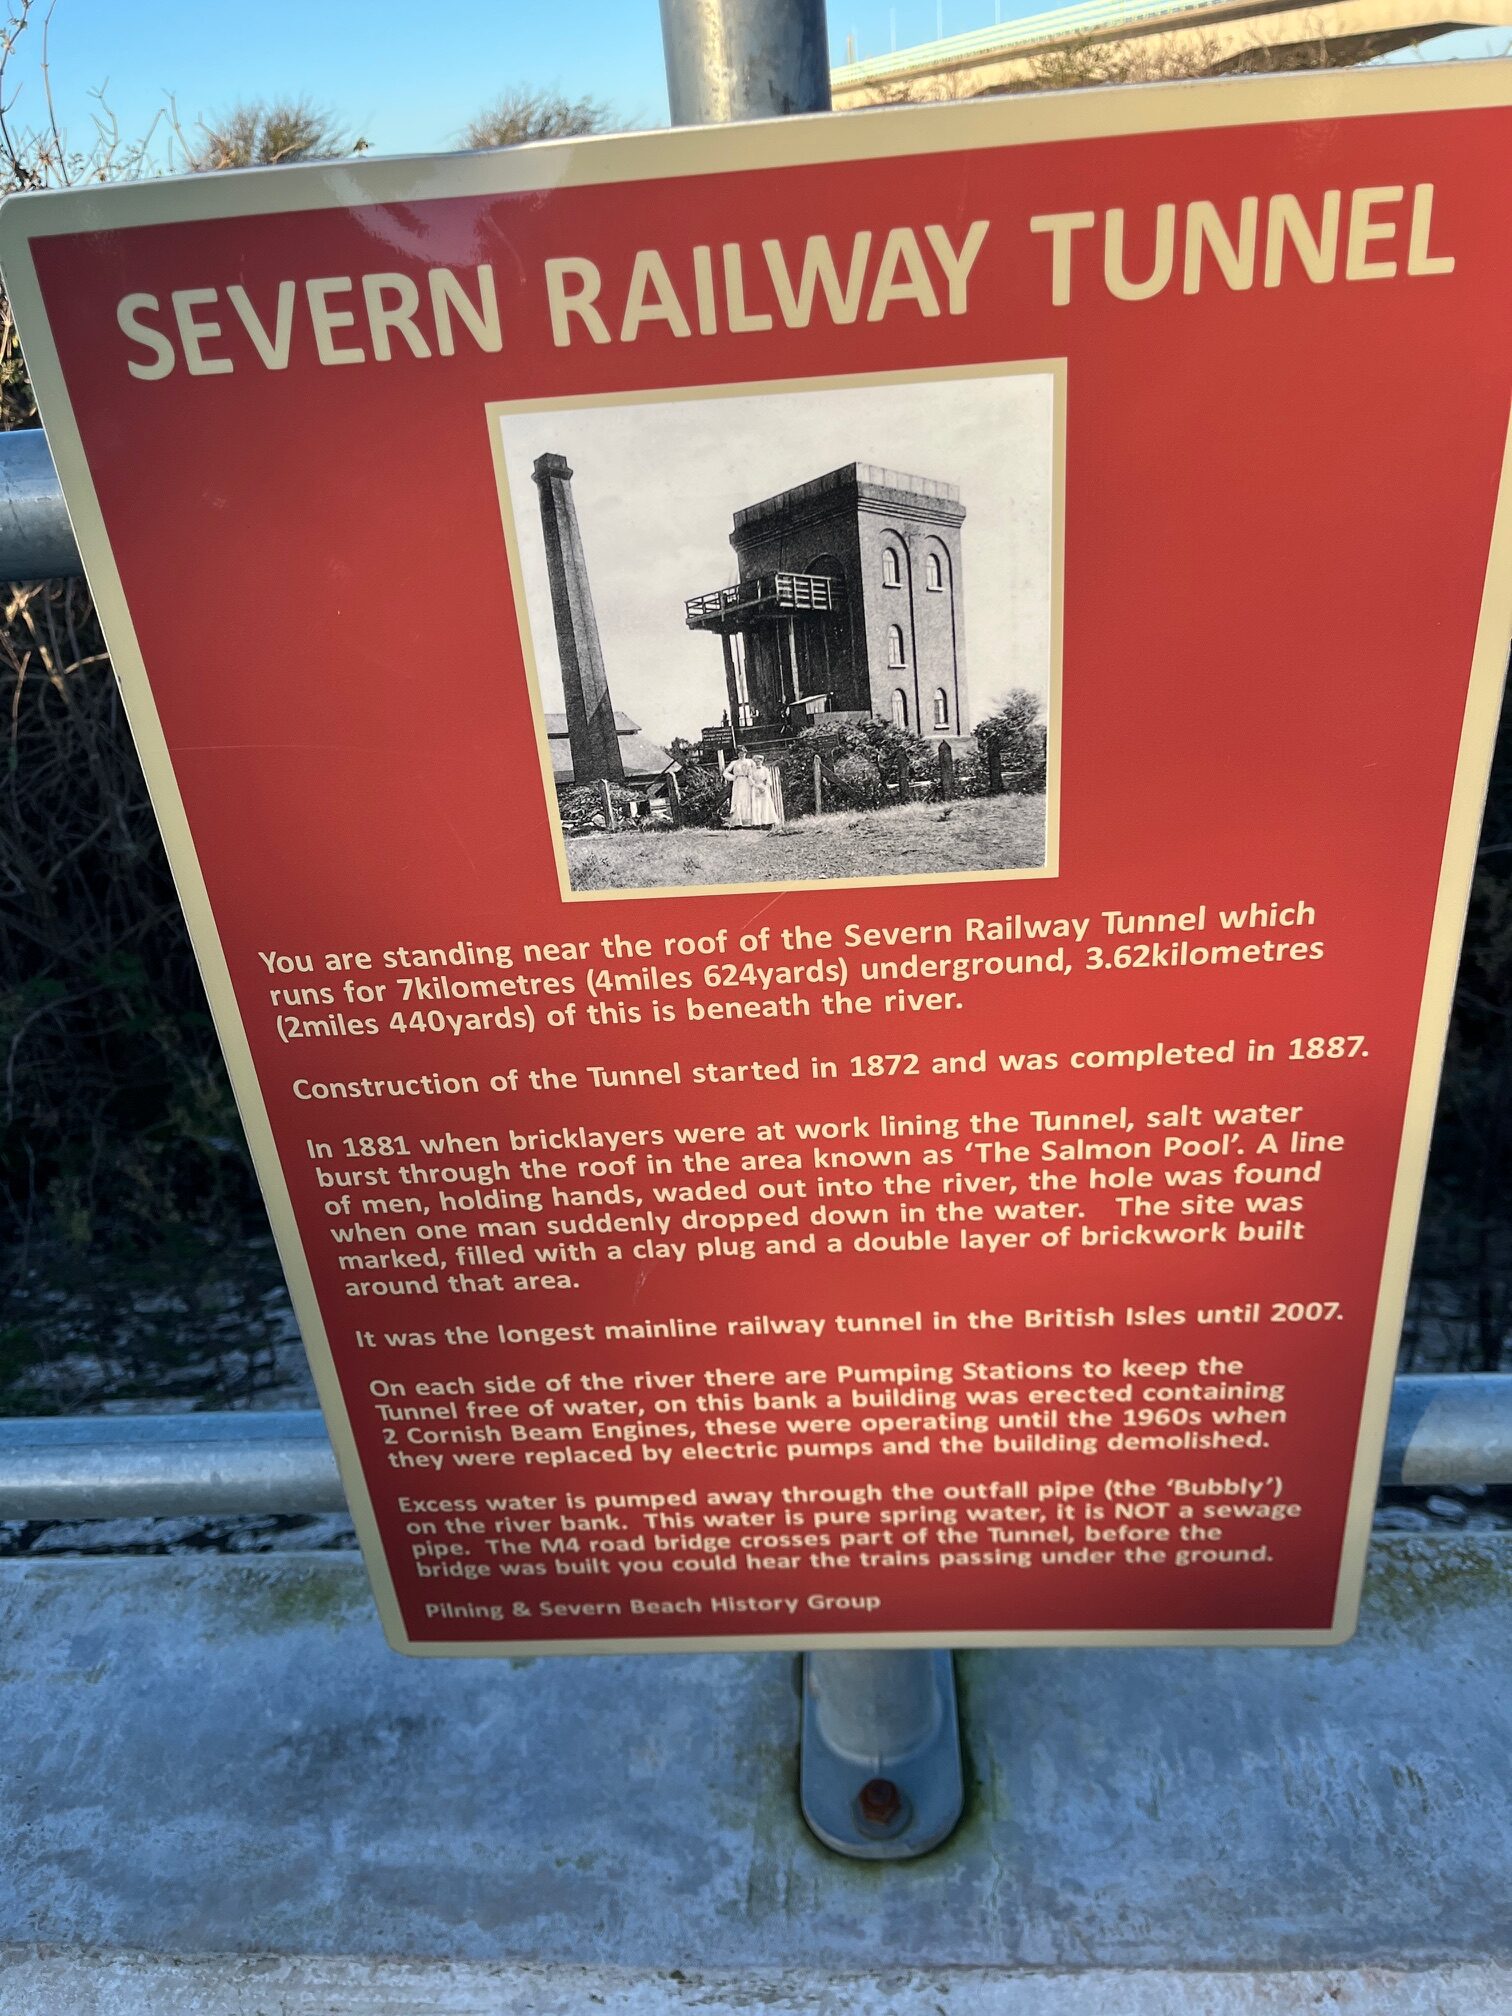 SEVERN RAILWAY TUNNEL
You are standing near the roof of the Severn Railway Tunnel which
runs for 7kilometres (4miles 624yards) underground, 3.62kilometres
(2miles 440yards) of this is beneath the river.
Construction of the Tunnel started in 1872 and was completed in 1887.
In 1881 when bricklayers were at work lining the Tunnel, salt water
burst through the roof in the area known as ‘The Salmon Pool’. A line
of men, holding hands, waded out into the river, the hole was found
when one man suddenly dropped down in the water. The site was
marked, filled with a clay plug and a double layer of brickwork built
around that area.
It was the longest mainline railway tunnel in the British Isles until 2007.
On each side of the river there are Pumping Stations to keep the
Tunnel free of water, on this bank a building was erected containing
2 Cornish Beam Engines, these were operating until the 1960s when
they were replaced by electric pumps and the building demolished.
Excess water is pumped away through the outfall pipe (the ‘Bubbly’)
on the river bank. This water is pure spring water, it is NOT a sewage
pipe. The M4 road bridge crosses part of the Tunnel, before the
bridge was built you could hear the trains passing under the ground.
Pilning & Severn Beach History Group